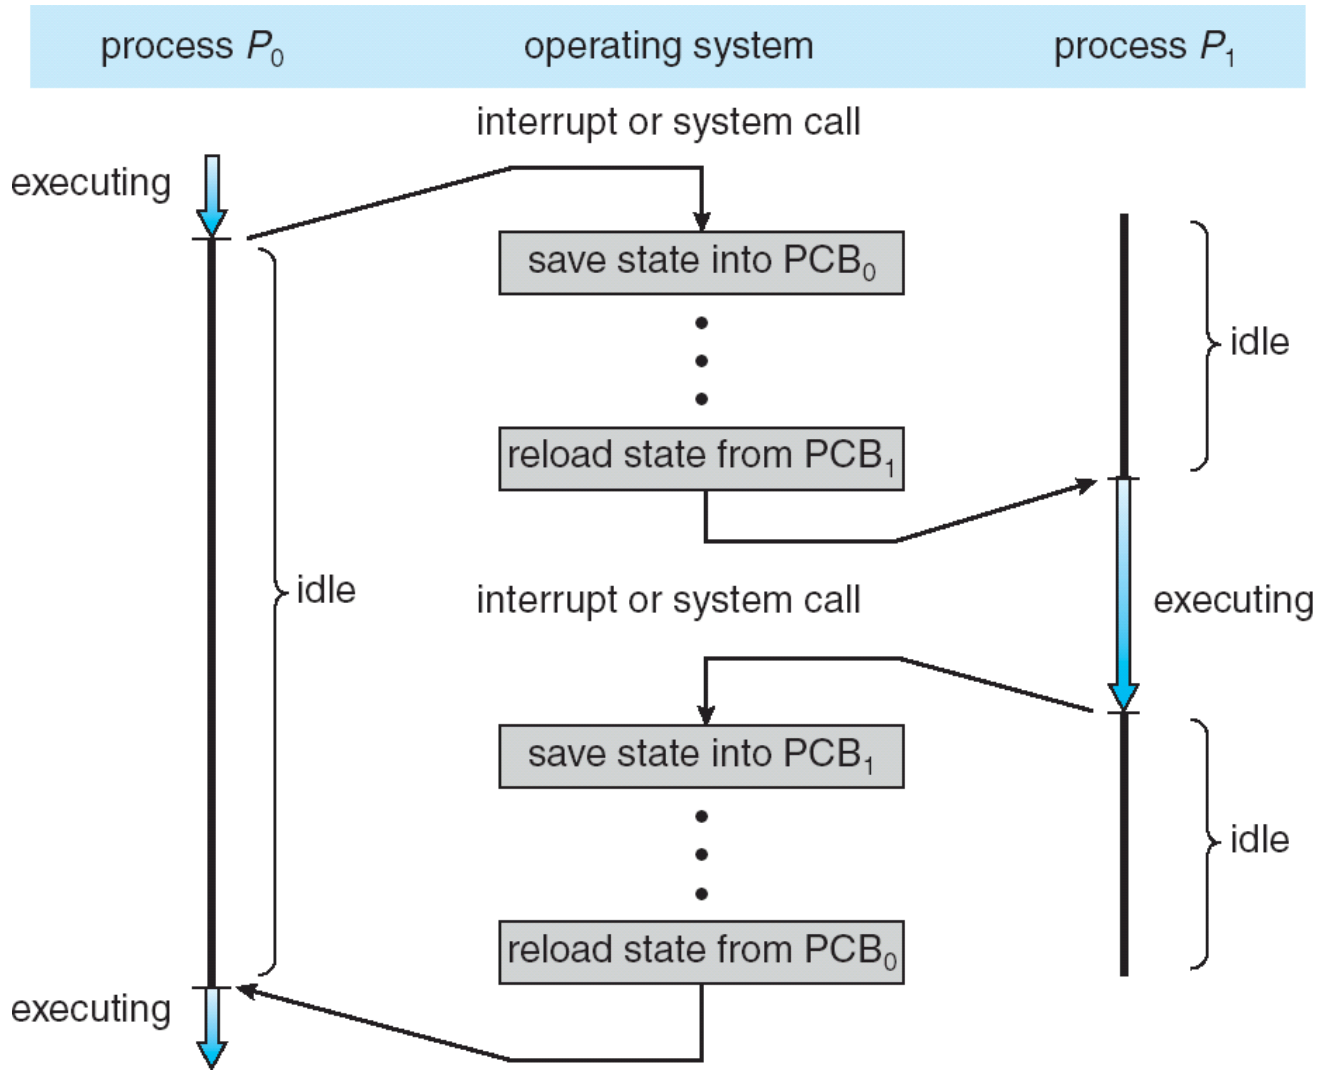 process P₀ operating system process P₁
interrupt or system call
executing
save state into PCB₀
idle
reload state from PCB₁
idle
interrupt or system call
executing
save state into PCB₁
idle
reload state from PCB₀
executing